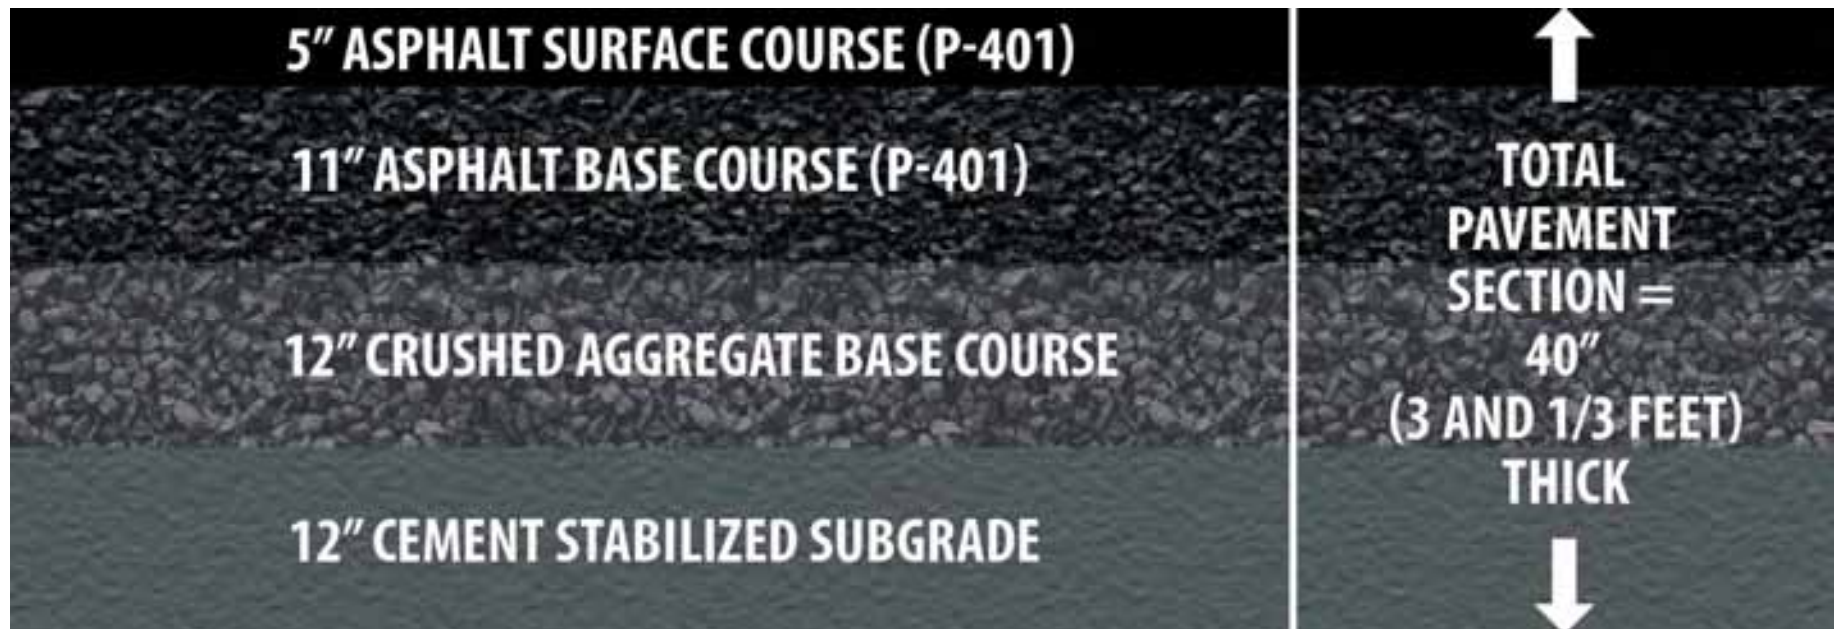 5" ASPHALT SURFACE COURSE (P-401)
11" ASPHALT BASE COURSE (P-401)
12" CRUSHED AGGREGATE BASE COURSE
12" CEMENT STABILIZED SUBGRADE
TOTAL
PAVEMENT
SECTION =
40"
(3 AND 1/3 FEET)
THICK